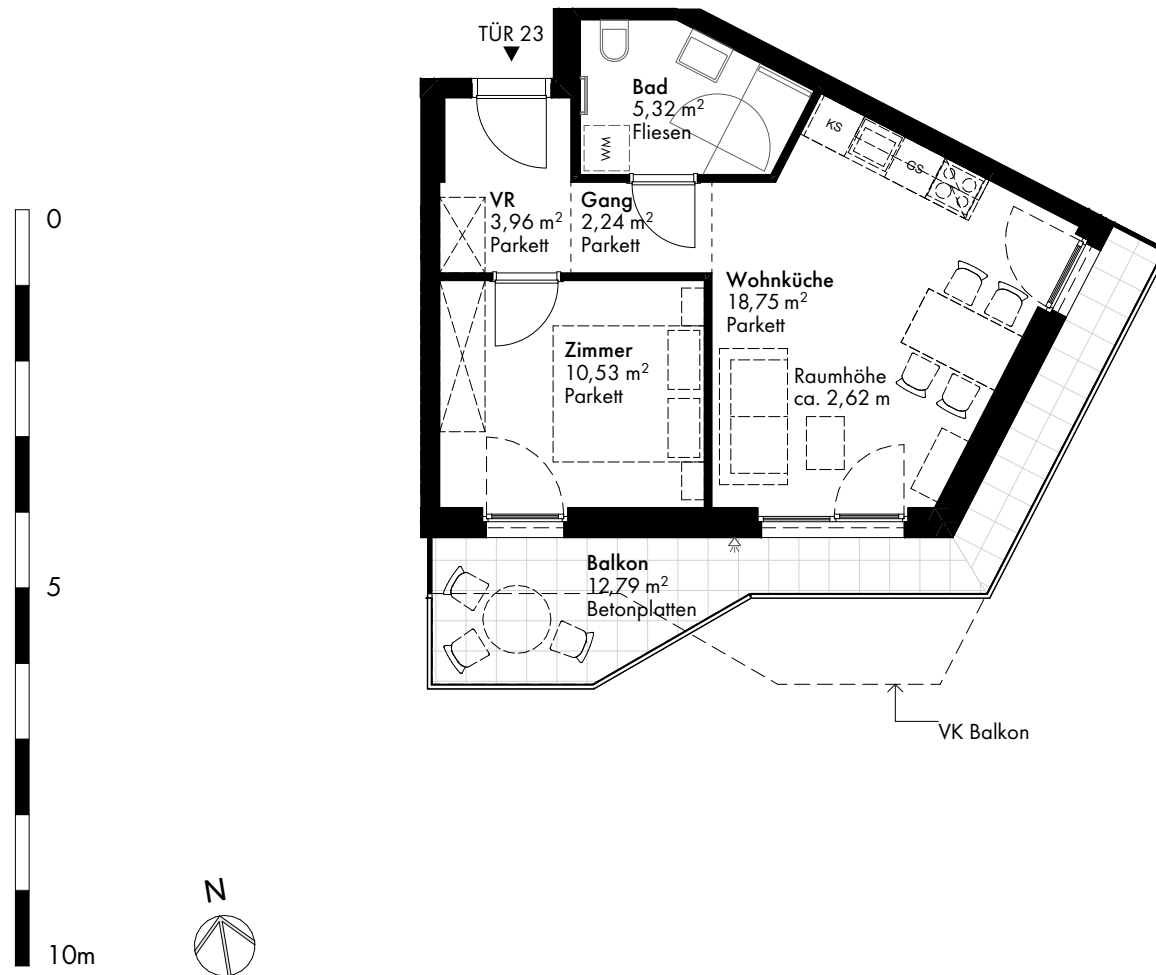 TÜR 23
Bad
5,32 m²
Fliesen
WM
KS
GS
VR
3,96 m²
Parkett
Gang
2,24 m²
Parkett
Wohnküche
18,75 m²
Parkett
Zimmer
10,53 m²
Parkett
Raumhöhe
ca. 2,62 m
Balkon
12,79 m²
Betonplatten
VK Balkon
0
5
10m
N